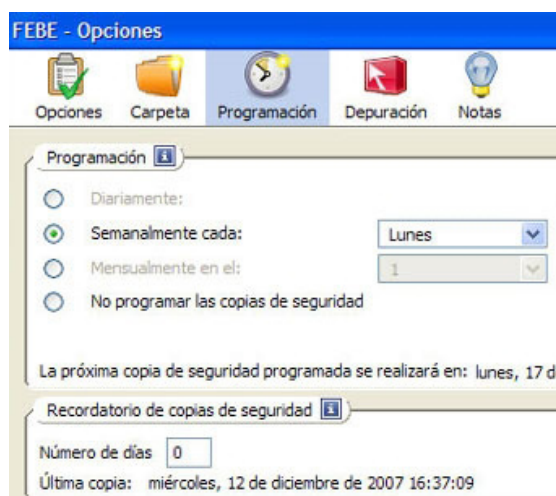 FEBE - Opciones
Opciones Carpeta Programación Depuración Notas
Programación
Diariamente:
Semanalmente cada: Lunes
Mensualmente en el: 1
No programar las copias de seguridad
La próxima copia de seguridad programada se realizará en: lunes, 17 d
Recordatorio de copias de seguridad
Número de días 0
Última copia: miércoles, 12 de diciembre de 2007 16:37:09